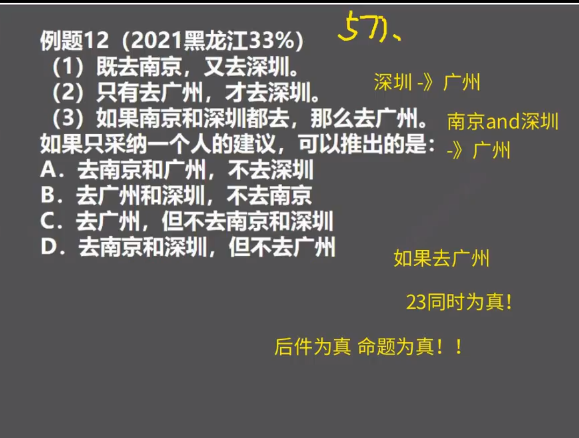 例题12（2021黑龙江33%）
（1）既去南京，又去深圳。
（2）只有去广州，才去深圳。
（3）如果南京和深圳都去，那么去广州。
如果只采纳一个人的建议，可以推出的是：
A．去南京和广州，不去深圳
B．去广州和深圳，不去南京
C．去广州，但不去南京和深圳
D．去南京和深圳，但不去广州
深圳 -》广州
南京and深圳
-》广州
如果去广州
23同时为真！
后件为真 命题为真！！